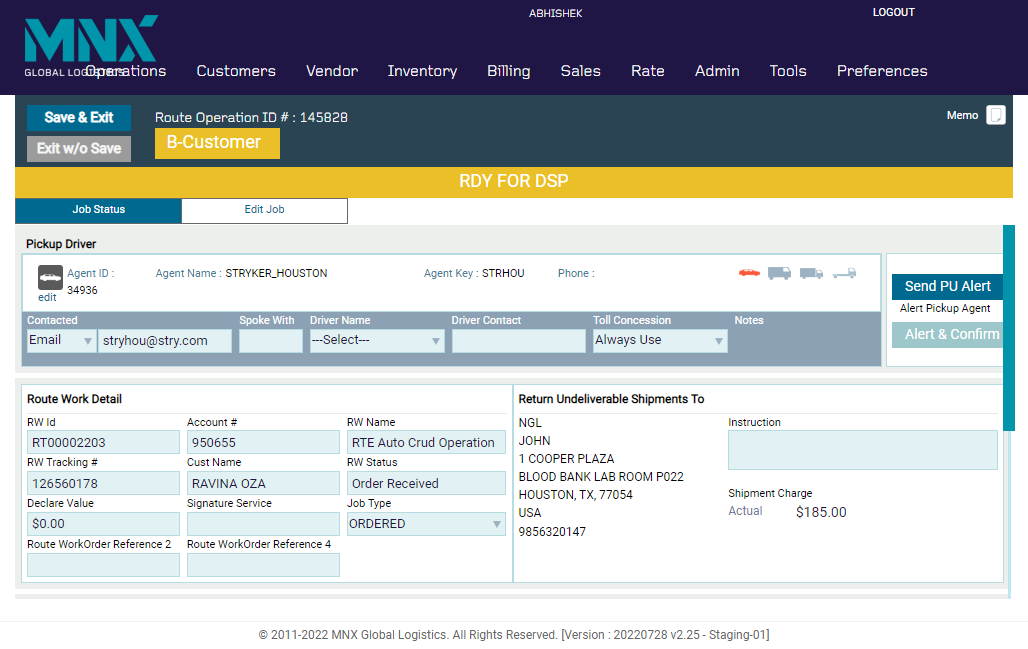 ABHISHEK
LOGOUT
MNX
GLOBAL LOGISTICS
Operations Customers Vendor Inventory Billing Sales Rate Admin Tools Preferences
Save & Exit
Route Operation ID # : 145828
Memo
Exit w/o Save
B-Customer
RDY FOR DSP
Job Status
Edit Job
Pickup Driver
Agent ID : Agent Name : STRYKER_HOUSTON Agent Key : STRHOU Phone :
34936
edit
Send PU Alert
Alert Pickup Agent
Alert & Confirm
Contacted Spoke With Driver Name Driver Contact Toll Concession Notes
Email stryhou@stry.com ---Select--- Always Use
Route Work Detail
RW Id Account # RW Name
RT00002203 950655 RTE Auto Crud Operation
RW Tracking # Cust Name RW Status
126560178 RAVINA OZA Order Received
Declare Value Signature Service Job Type
$0.00 ORDERED
Route WorkOrder Reference 2 Route WorkOrder Reference 4
Return Undeliverable Shipments To
NGL
JOHN
1 COOPER PLAZA
BLOOD BANK LAB ROOM P022
HOUSTON, TX, 77054
USA
9856320147
Instruction
Shipment Charge
Actual $185.00
© 2011-2022 MNX Global Logistics. All Rights Reserved. [Version : 20220728 v2.25 - Staging-01]